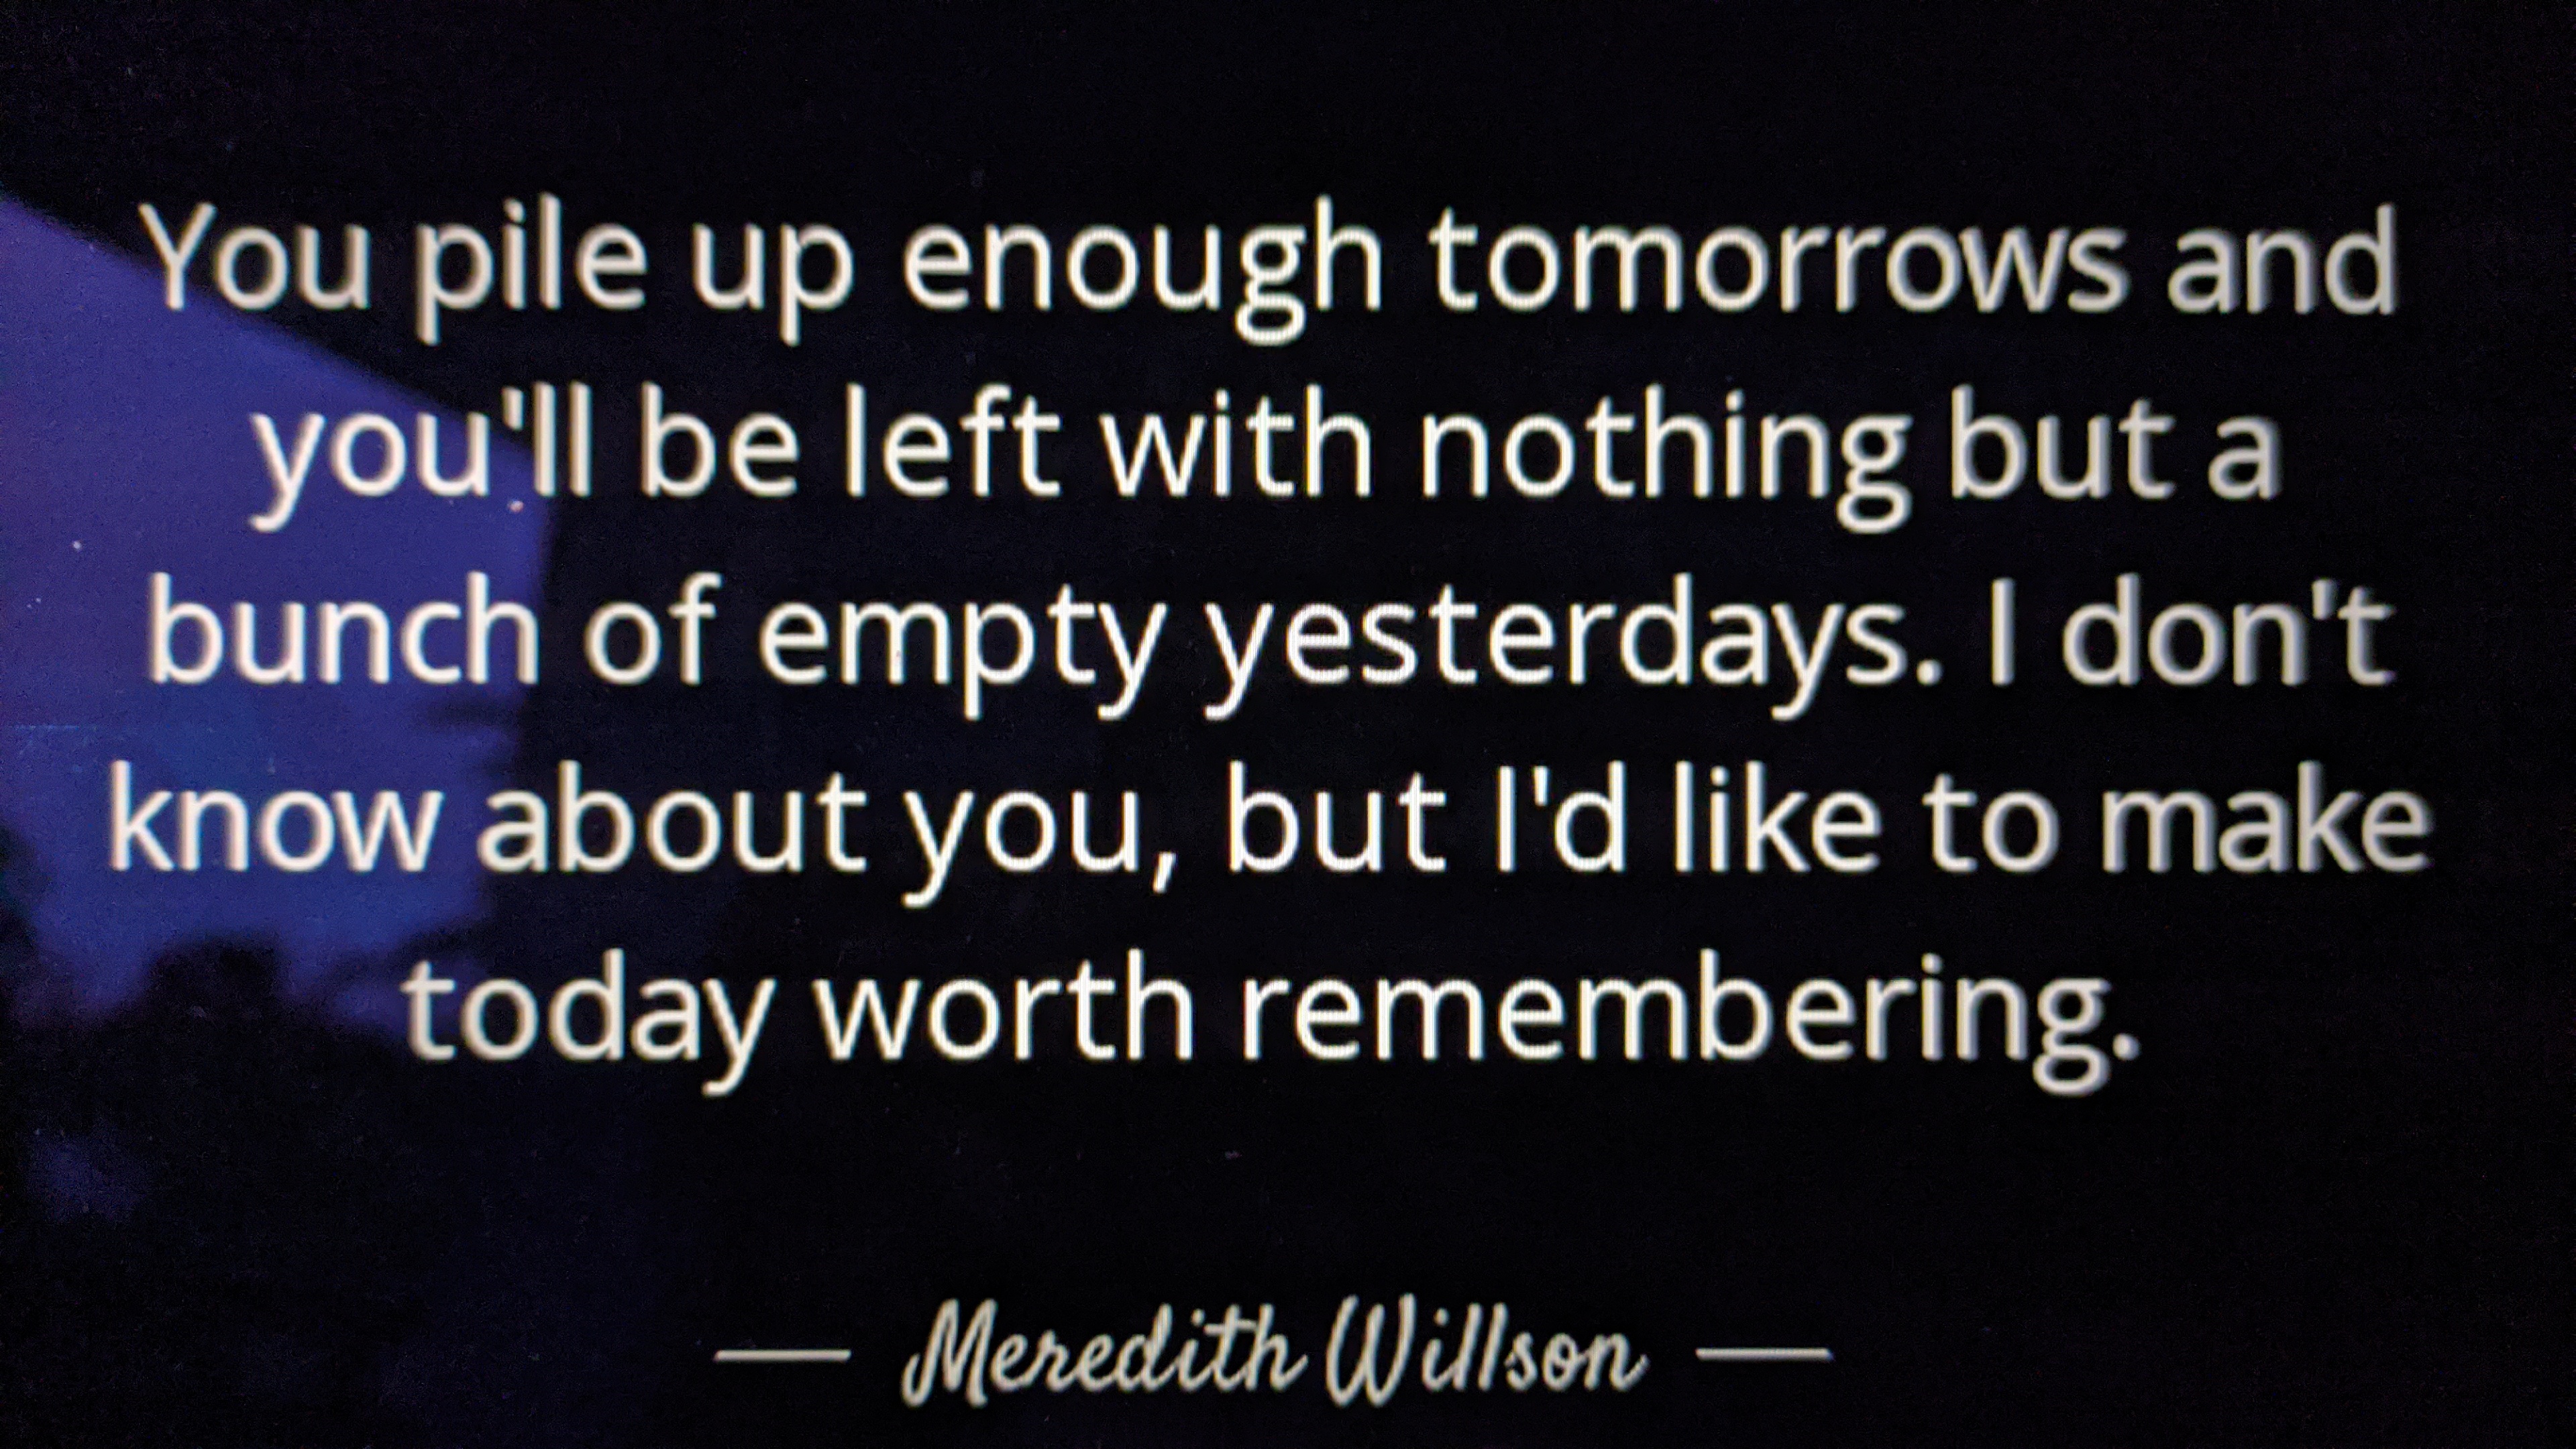 You pile up enough tomorrows and
you'll be left with nothing but a
bunch of empty yesterdays. I don't
know about you, but I'd like to make
today worth remembering.
— Meredith Willson —